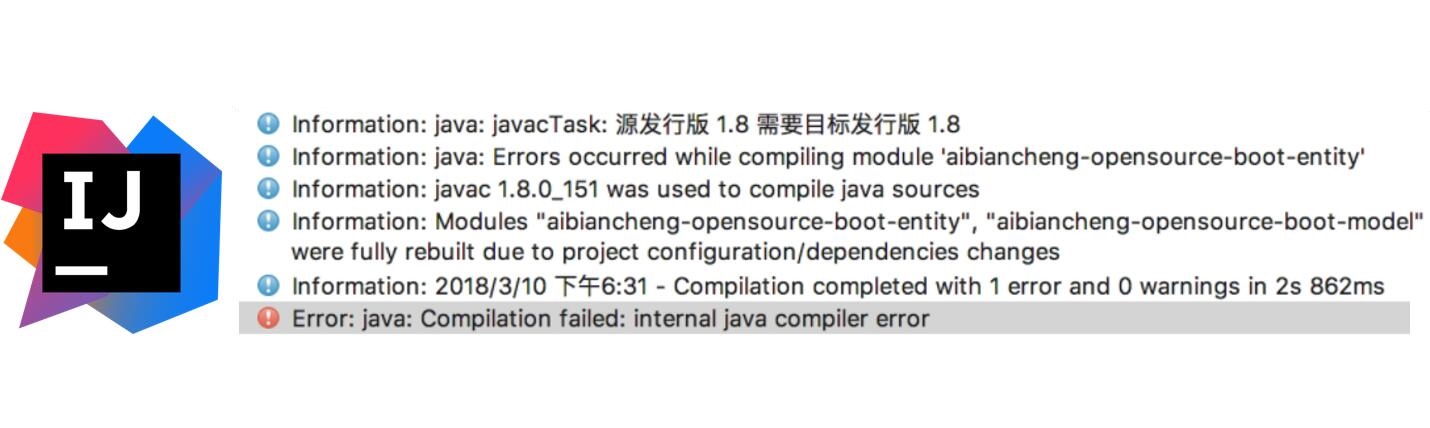 IJ
Information: java: javacTask: 源发行版 1.8 需要目标发行版 1.8
Information: java: Errors occurred while compiling module 'aibiancheng-opensource-boot-entity'
Information: javac 1.8.0_151 was used to compile java sources
Information: Modules "aibiancheng-opensource-boot-entity", "aibiancheng-opensource-boot-model"
were fully rebuilt due to project configuration/dependencies changes
Information: 2018/3/10 下午6:31 - Compilation completed with 1 error and 0 warnings in 2s 862ms
Error: java: Compilation failed: internal java compiler error